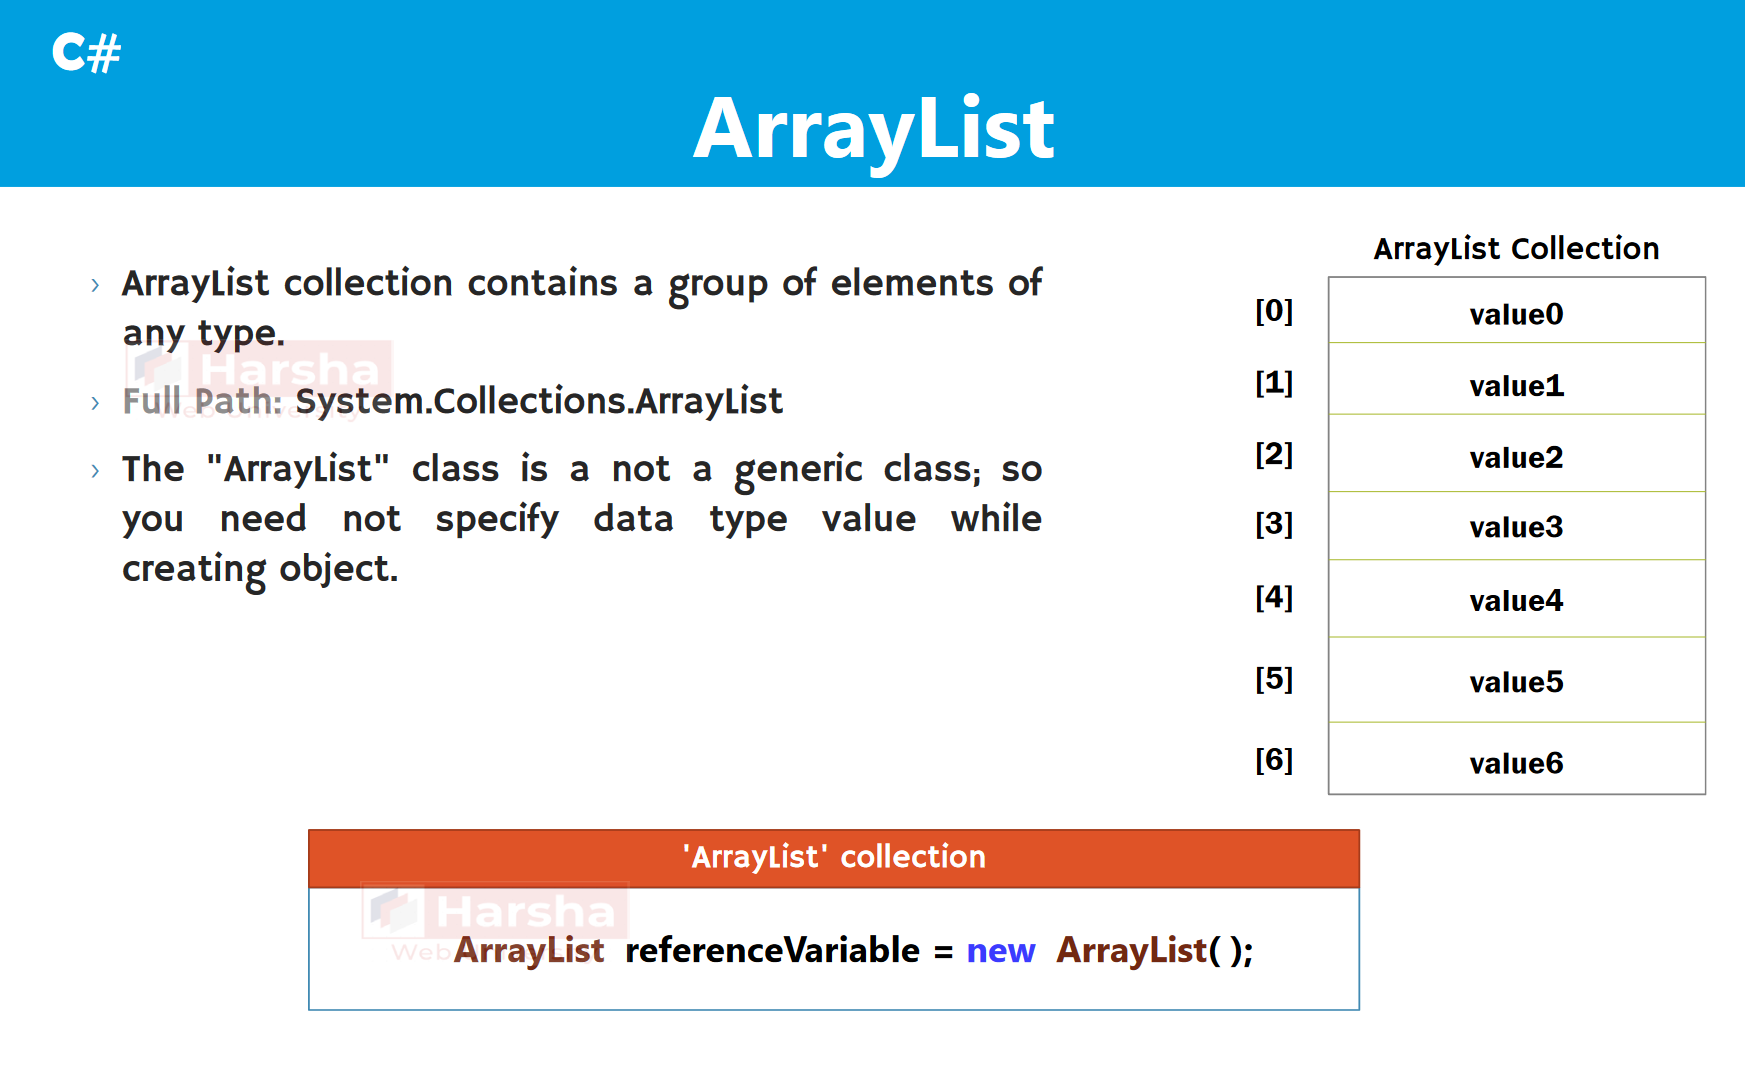 C#
ArrayList
› ArrayList collection contains a group of elements of
any type.
› Full Path: System.Collections.ArrayList
› The "ArrayList" class is a not a generic class; so
you need not specify data type value while
creating object.
Harsha
Web University
ArrayList Collection
[0] value0
[1] value1
[2] value2
[3] value3
[4] value4
[5] value5
[6] value6
'ArrayList' collection
Harsha
ArrayList referenceVariable = new ArrayList( );